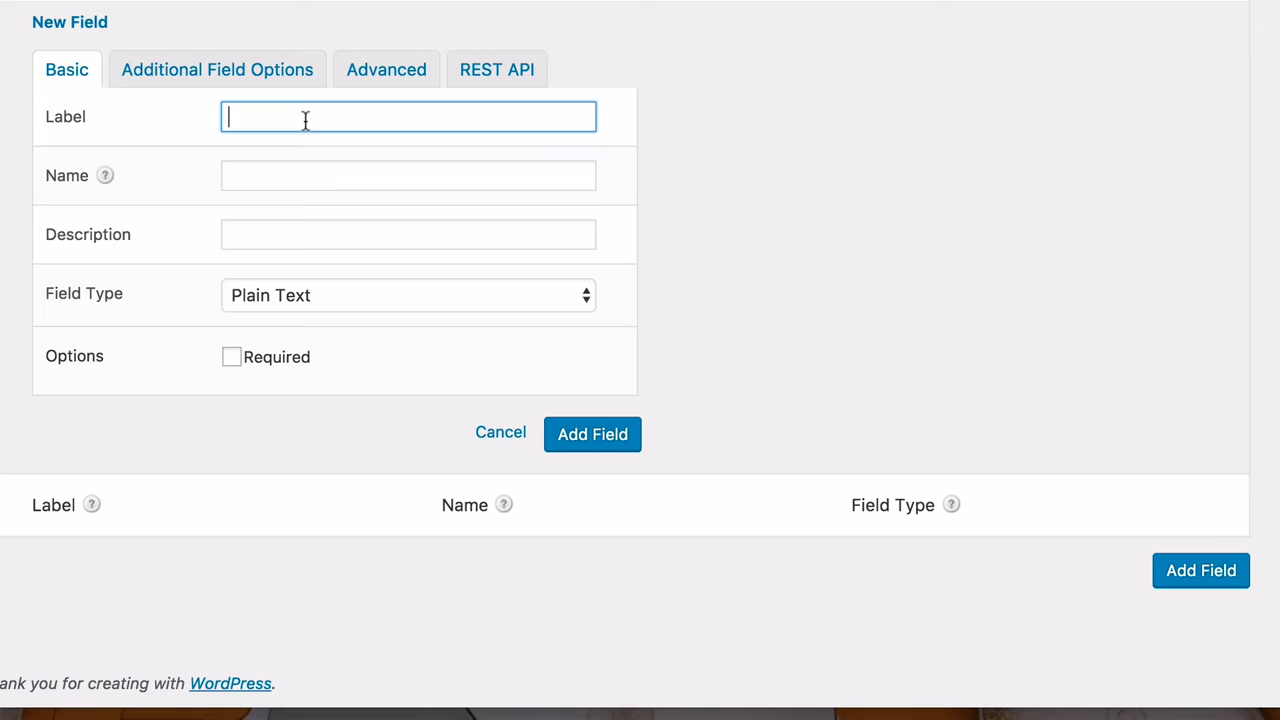 New Field
Basic Additional Field Options Advanced REST API
Label
Name ?
Description
Field Type Plain Text
Options Required
Cancel Add Field
Label ? Name ? Field Type ?
Add Field
ank you for creating with WordPress.